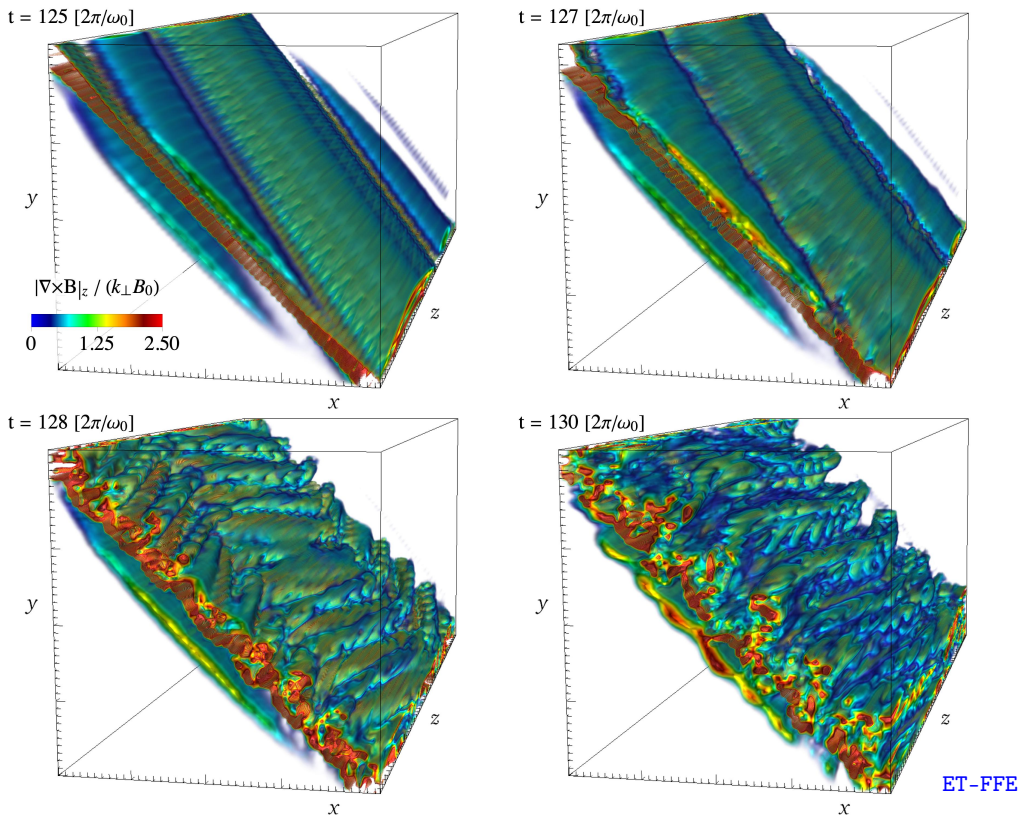 t = 125 [2π/ω₀]
t = 127 [2π/ω₀]
y
y
|∇×B|z / (k⊥B₀)
0 1.25 2.50
z
z
x
x
t = 128 [2π/ω₀]
t = 130 [2π/ω₀]
y
y
z
z
ET-FFE
x
x